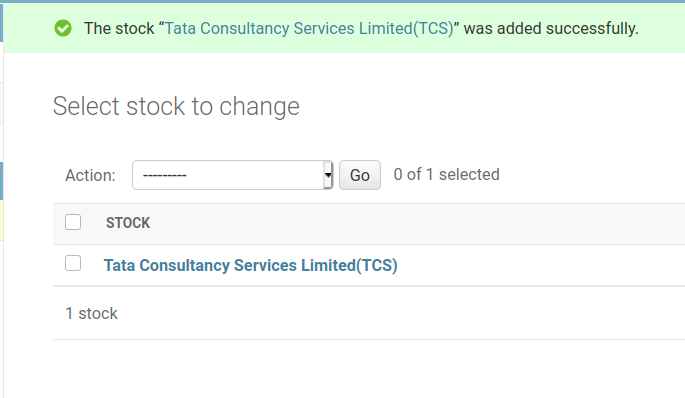 The stock “Tata Consultancy Services Limited(TCS)” was added successfully.
Select stock to change
Action: --------- Go 0 of 1 selected
STOCK
Tata Consultancy Services Limited(TCS)
1 stock